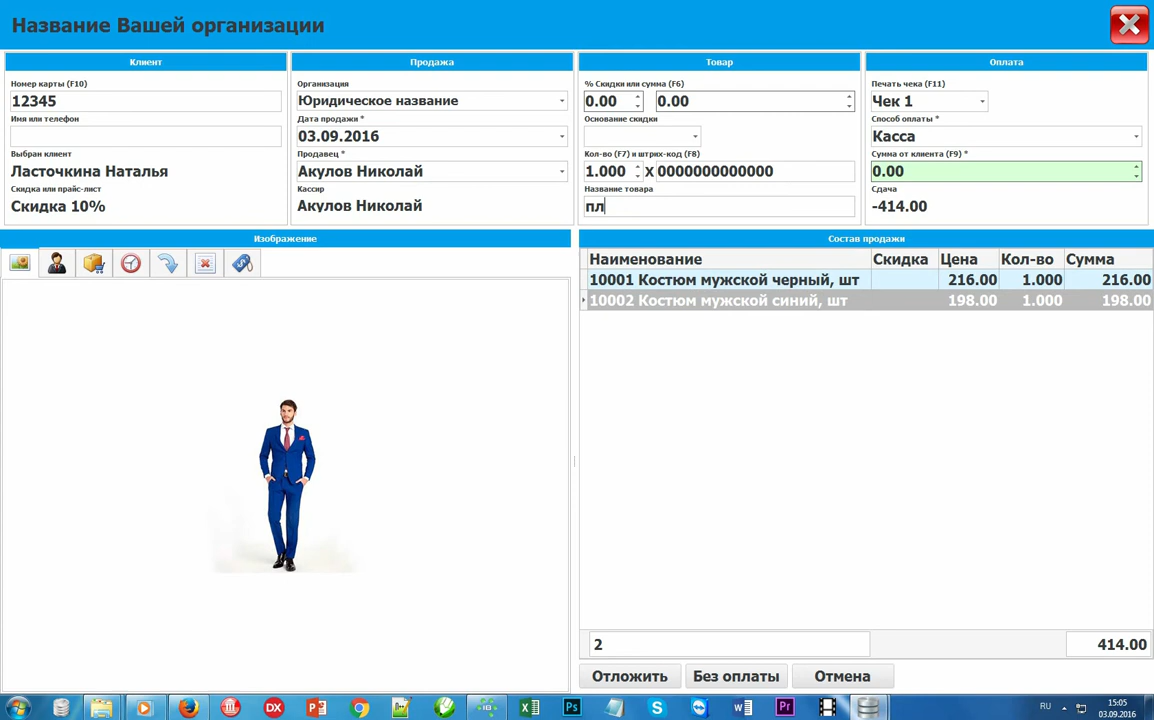 Название Вашей организации
Клиент
Номер карты (F10)
12345
Имя или телефон
Выбран клиент
Ласточкина Наталья
Скидка или прайс-лист
Скидка 10%
Продажа
Организация
Юридическое название
Дата продажи *
03.09.2016
Продавец *
Акулов Николай
Кассир
Акулов Николай
Товар
% Скидки или сумма (F6)
0.00 0.00
Основание скидки
Кол-во (F7) и штрих-код (F8)
1.000 X 0000000000000
Название товара
пл
Оплата
Печать чека (F11)
Чек 1
Способ оплаты *
Касса
Сумма от клиента (F9) *
0.00
Сдача
-414.00
Изображение
Состав продажи
Наименование Скидка Цена Кол-во Сумма
10001 Костюм мужской черный, шт 216.00 1.000 216.00
10002 Костюм мужской синий, шт 198.00 1.000 198.00
2 414.00
Отложить Без оплаты Отмена
DX Ps Pr
RU
15:05
03.09.2016